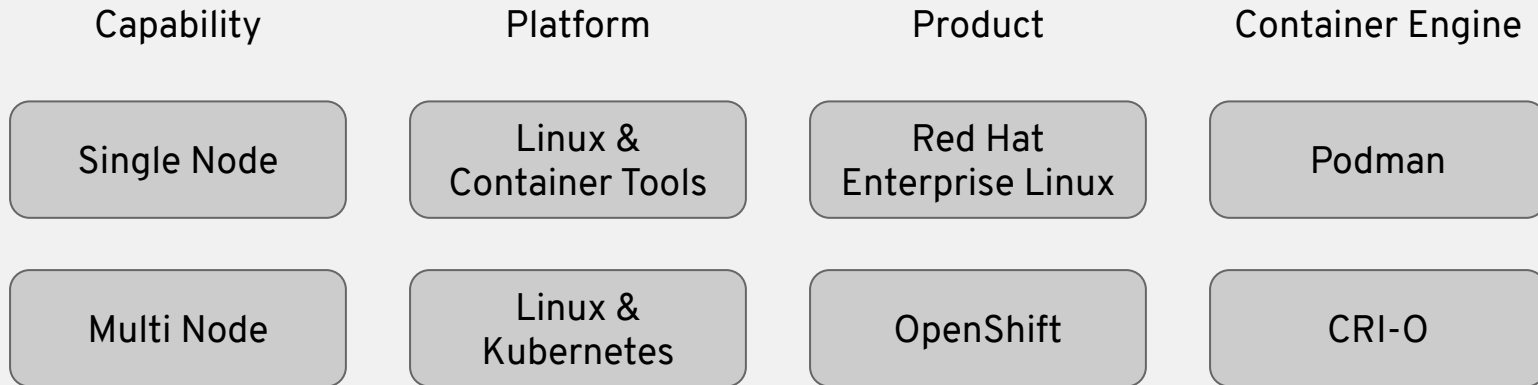 Capability Platform Product Container Engine
Single Node
Linux &
Container Tools
Red Hat
Enterprise Linux
Podman
Multi Node
Linux &
Kubernetes
OpenShift
CRI-O